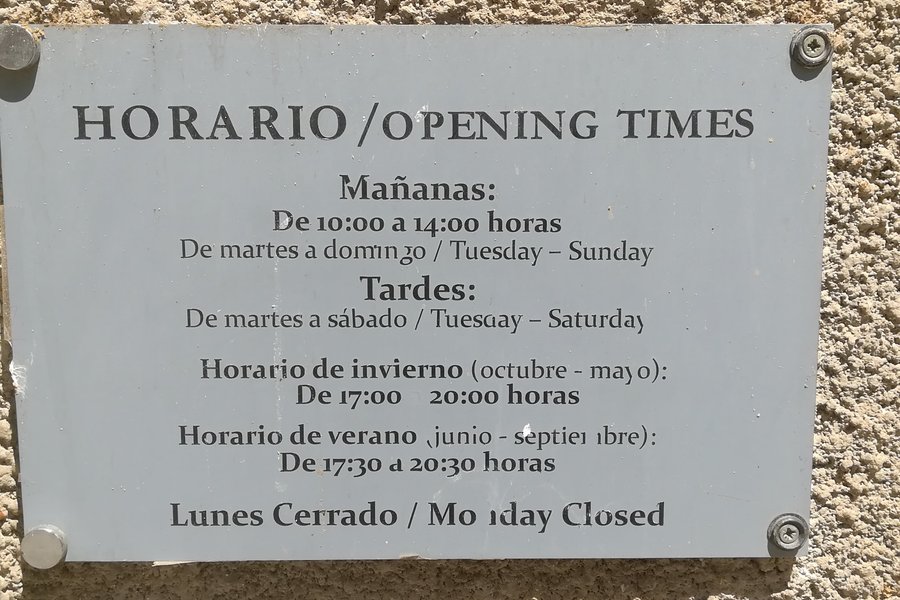 HORARIO/OPENING TIMES
Mañanas:
De 10:00 a 14:00 horas
De martes a domingo / Tuesday – Sunday
Tardes:
De martes a sábado / Tuesday – Saturday
Horario de invierno (octubre - mayo):
De 17:00 20:00 horas
Horario de verano (junio - septiembre):
De 17:30 a 20:30 horas
Lunes Cerrado / Monday Closed